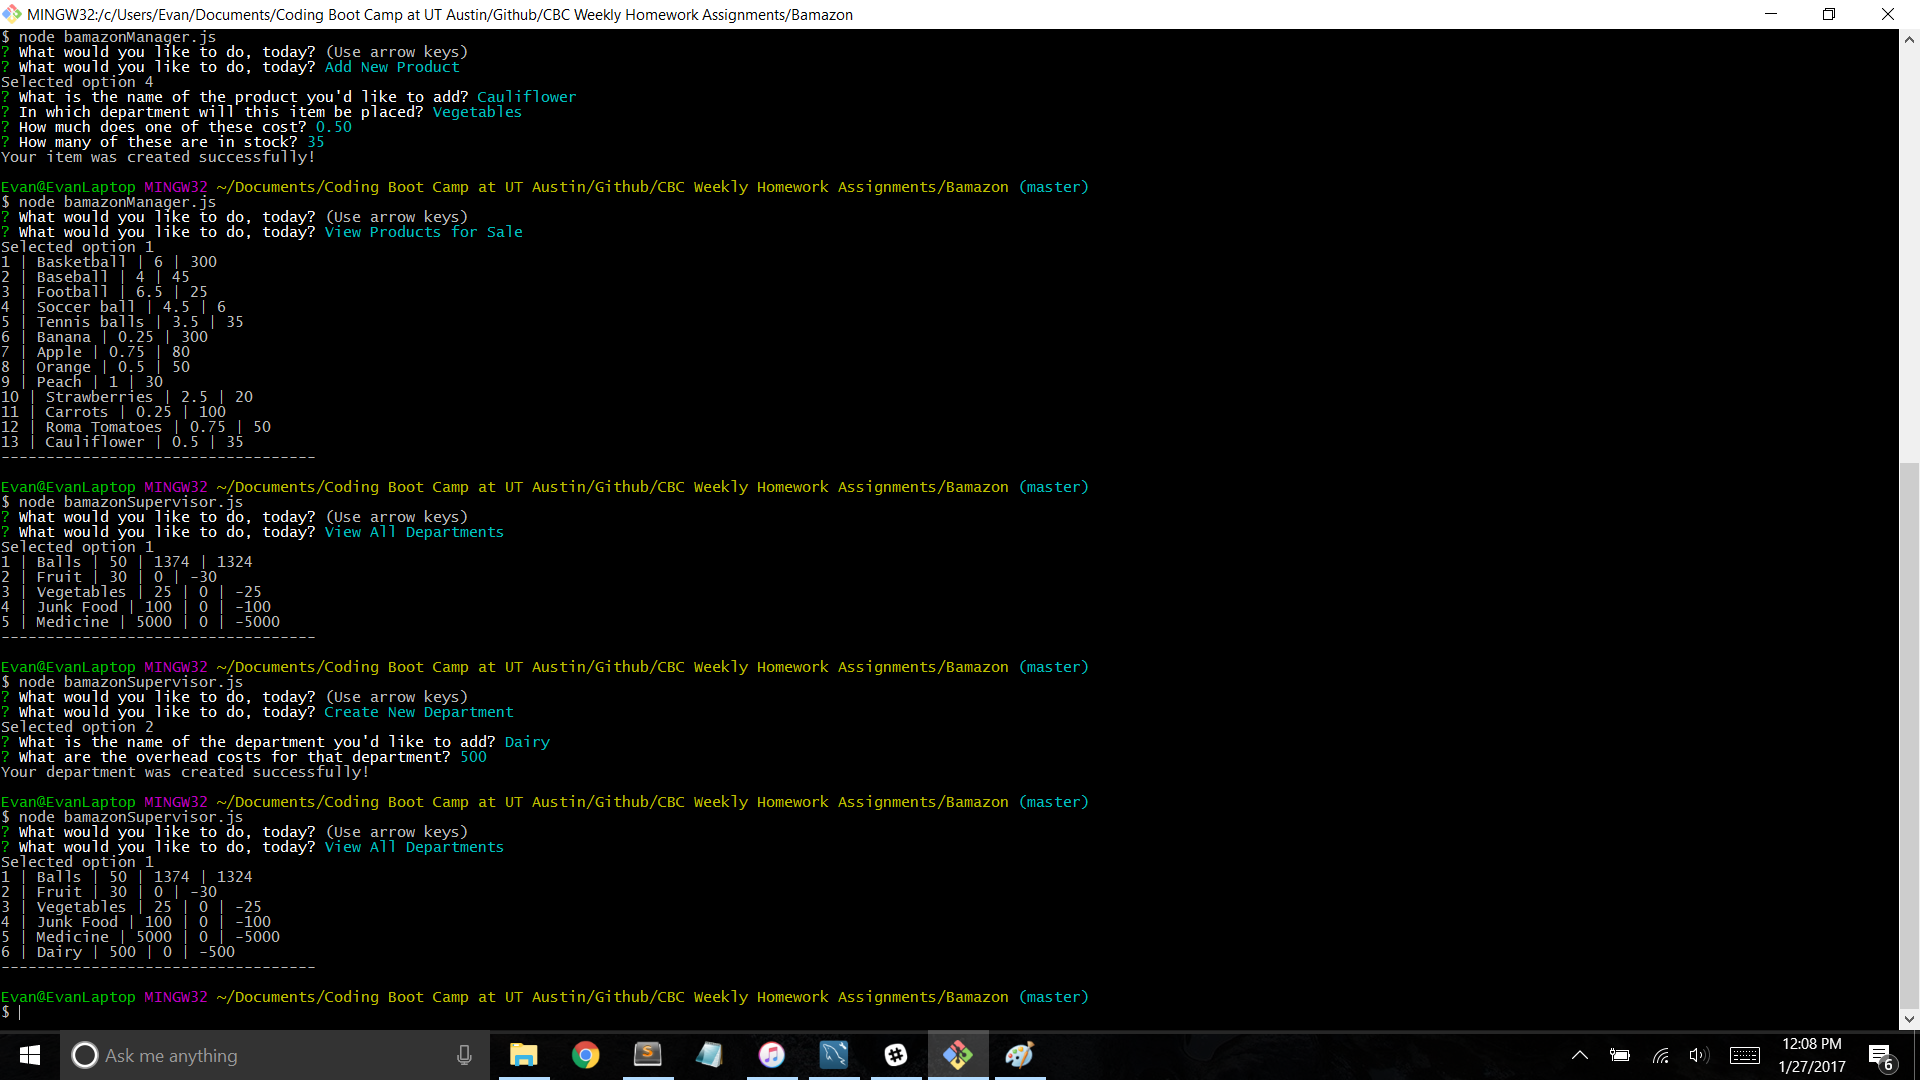 MINGW32:/c/Users/Evan/Documents/Coding Boot Camp at UT Austin/Github/CBC Weekly Homework Assignments/Bamazon
$ node bamazonManager.js
? What would you like to do, today? (Use arrow keys)
? What would you like to do, today? Add New Product
Selected option 4
? What is the name of the product you'd like to add? Cauliflower
? In which department will this item be placed? Vegetables
? How much does one of these cost? 0.50
? How many of these are in stock? 35
Your item was created successfully!
Evan@EvanLaptop MINGW32 ~/Documents/Coding Boot Camp at UT Austin/Github/CBC Weekly Homework Assignments/Bamazon (master)
$ node bamazonManager.js
? What would you like to do, today? (Use arrow keys)
? What would you like to do, today? View Products for Sale
Selected option 1
1 | Basketball | 6 | 300
2 | Baseball | 4 | 45
3 | Football | 6.5 | 25
4 | Soccer ball | 4.5 | 6
5 | Tennis balls | 3.5 | 35
6 | Banana | 0.25 | 300
7 | Apple | 0.75 | 80
8 | Orange | 0.5 | 50
9 | Peach | 1 | 30
10 | Strawberries | 2.5 | 20
11 | Carrots | 0.25 | 100
12 | Roma Tomatoes | 0.75 | 50
13 | Cauliflower | 0.5 | 35
-----------------------------------
Evan@EvanLaptop MINGW32 ~/Documents/Coding Boot Camp at UT Austin/Github/CBC Weekly Homework Assignments/Bamazon (master)
$ node bamazonSupervisor.js
? What would you like to do, today? (Use arrow keys)
? What would you like to do, today? View All Departments
Selected option 1
1 | Balls | 50 | 1374 | 1324
2 | Fruit | 30 | 0 | -30
3 | Vegetables | 25 | 0 | -25
4 | Junk Food | 100 | 0 | -100
5 | Medicine | 5000 | 0 | -5000
-----------------------------------
Evan@EvanLaptop MINGW32 ~/Documents/Coding Boot Camp at UT Austin/Github/CBC Weekly Homework Assignments/Bamazon (master)
$ node bamazonSupervisor.js
? What would you like to do, today? (Use arrow keys)
? What would you like to do, today? Create New Department
Selected option 2
? What is the name of the department you'd like to add? Dairy
? What are the overhead costs for that department? 500
Your department was created successfully!
Evan@EvanLaptop MINGW32 ~/Documents/Coding Boot Camp at UT Austin/Github/CBC Weekly Homework Assignments/Bamazon (master)
$ node bamazonSupervisor.js
? What would you like to do, today? (Use arrow keys)
? What would you like to do, today? View All Departments
Selected option 1
1 | Balls | 50 | 1374 | 1324
2 | Fruit | 30 | 0 | -30
3 | Vegetables | 25 | 0 | -25
4 | Junk Food | 100 | 0 | -100
5 | Medicine | 5000 | 0 | -5000
6 | Dairy | 500 | 0 | -500
-----------------------------------
Evan@EvanLaptop MINGW32 ~/Documents/Coding Boot Camp at UT Austin/Github/CBC Weekly Homework Assignments/Bamazon (master)
$
Ask me anything
12:08 PM
1/27/2017
6